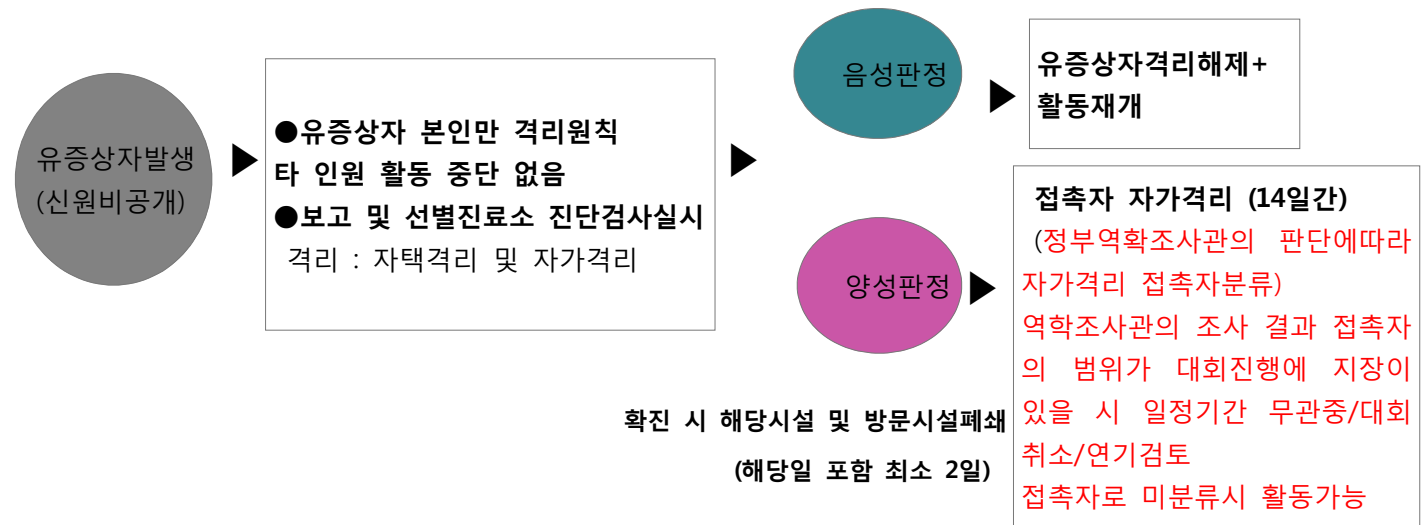 유증상자발생
(신원비공개)
●유증상자 본인만 격리원칙
타 인원 활동 중단 없음
●보고 및 선별진료소 진단검사실시
격리 : 자택격리 및 자가격리
음성판정
유증상자격리해제+
활동재개
양성판정
접촉자 자가격리 (14일간)
(정부역확조사관의 판단에따라
자가격리 접촉자분류)
역학조사관의 조사 결과 접촉자
의 범위가 대회진행에 지장이
있을 시 일정기간 무관중/대회
취소/연기검토
접촉자로 미분류시 활동가능
확진 시 해당시설 및 방문시설폐쇄
(해당일 포함 최소 2일)